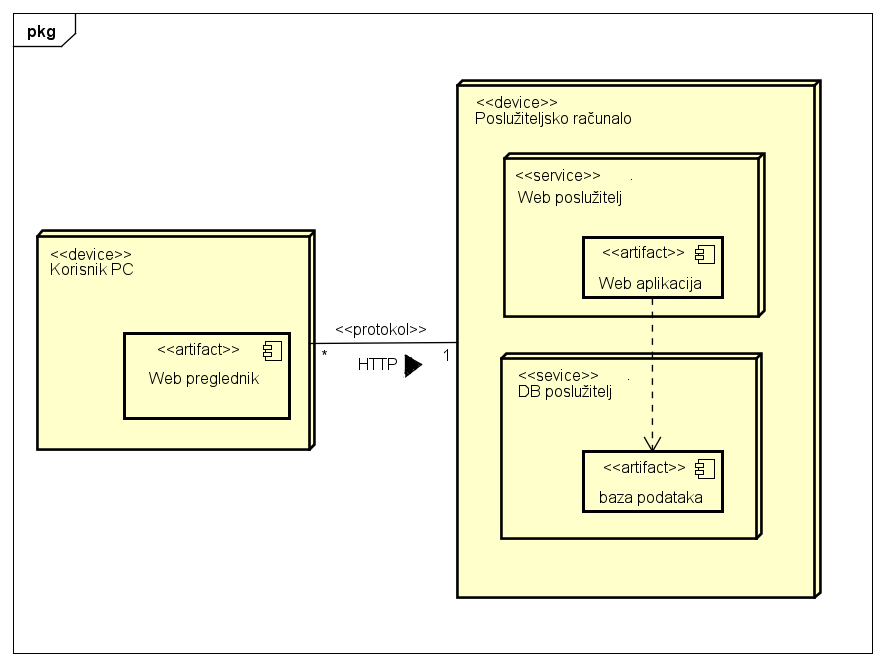 pkg
<<device>>
Korisnik PC
<<artifact>>
Web preglednik
<<protokol>>
*
1
HTTP
<<device>>
Poslužiteljsko računalo
<<service>> .
Web poslužitelj
<<artifact>>
Web aplikacija
<<sevice>> .
DB poslužitelj
<<artifact>>
baza podataka